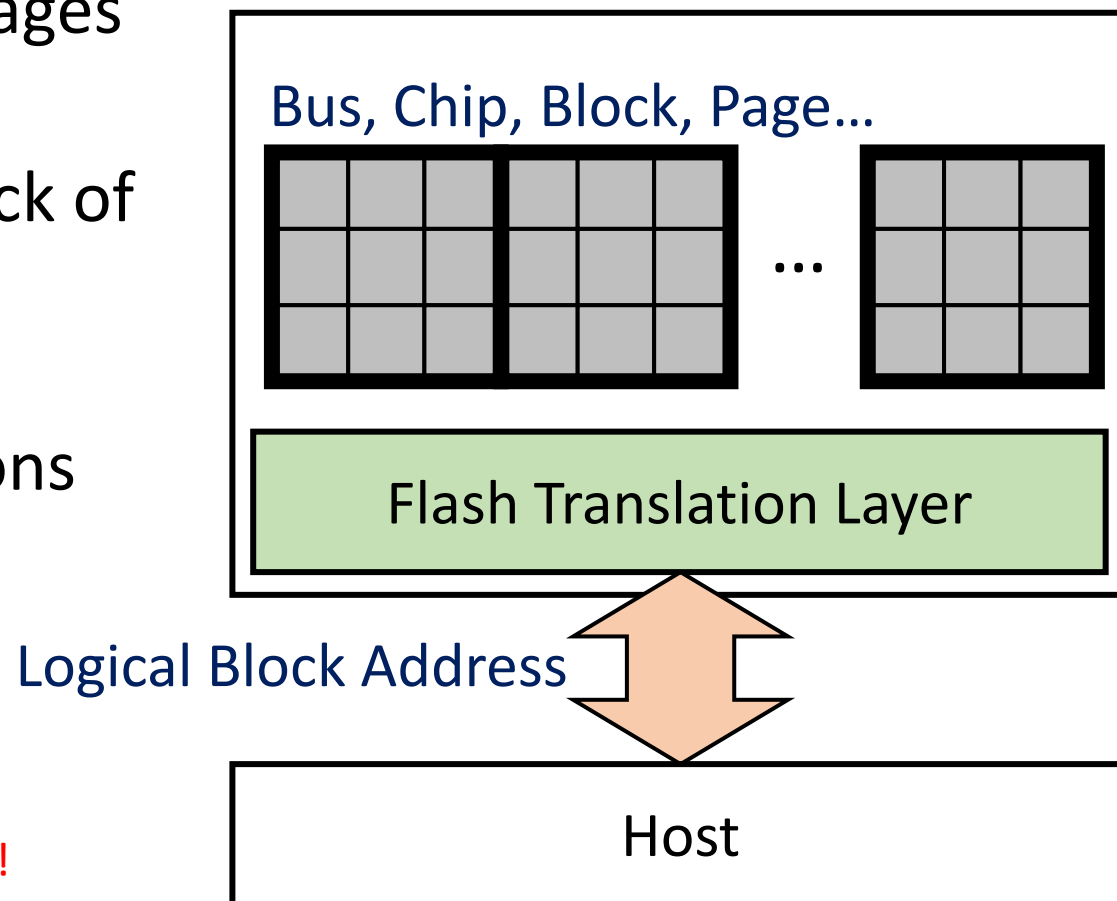 ages
Bus, Chip, Block, Page…
ck of
...
ons
Flash Translation Layer
Logical Block Address
Host
!